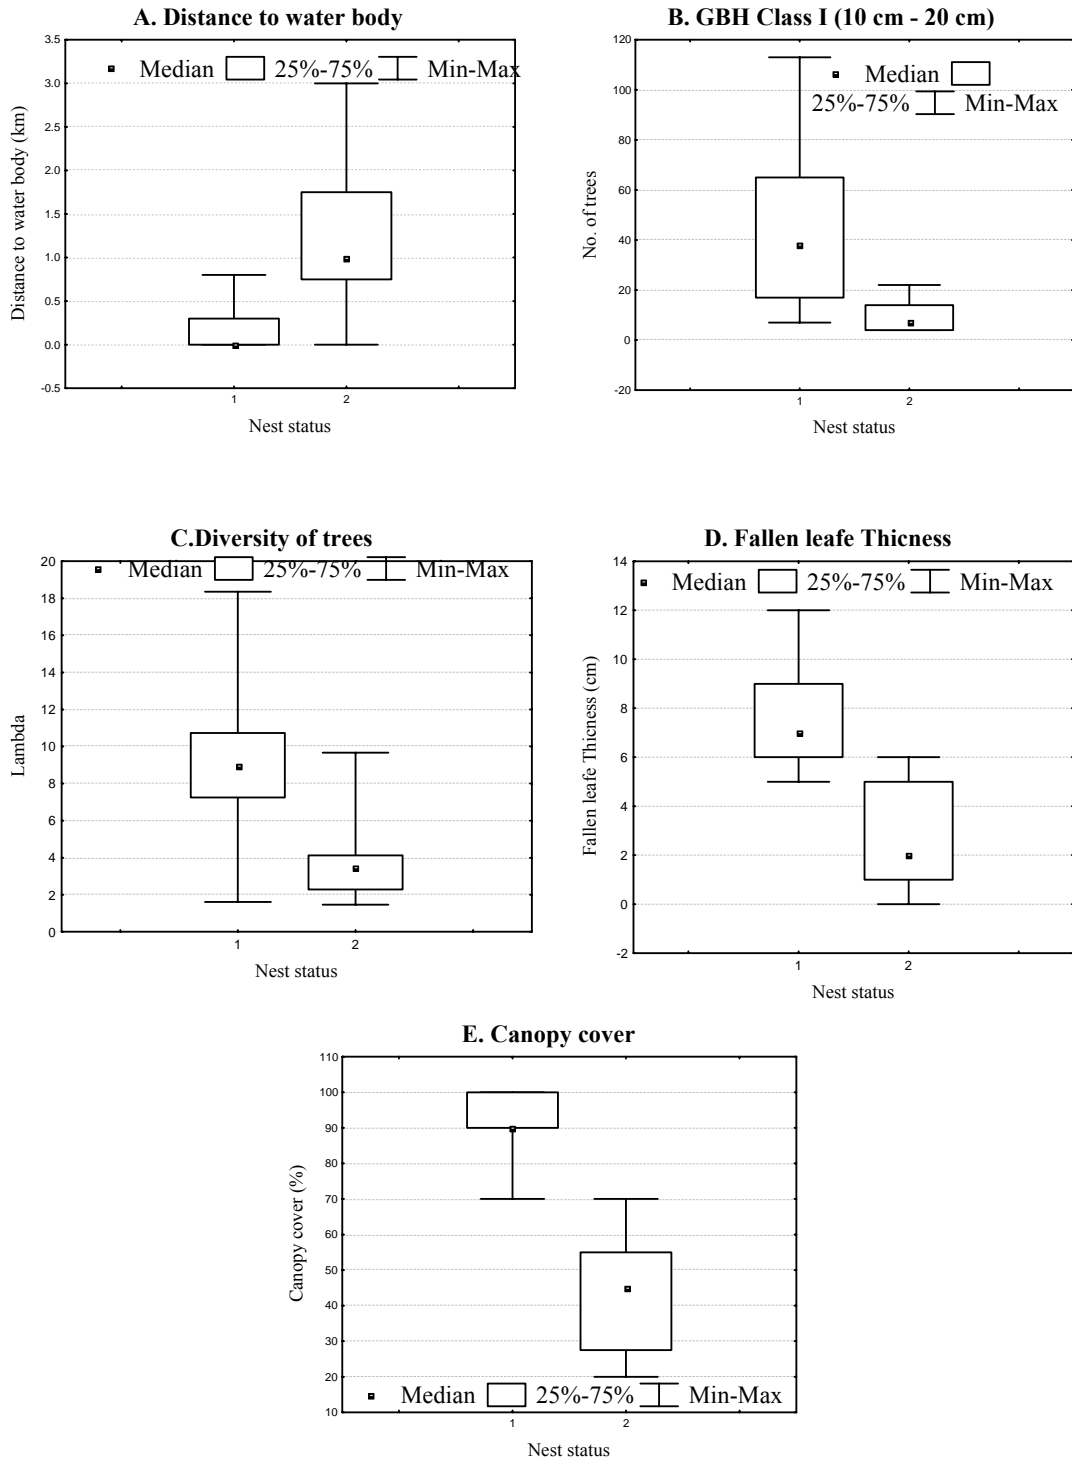 A. Distance to water body
3.5
Median 25%-75% Min-Max
3.0
2.5
2.0
1.5
1.0
0.5
0.0
-0.5
Distance to water body (km)
1 2
Nest status
B. GBH Class I (10 cm - 20 cm)
120
Median
25%-75% Min-Max
100
80
60
40
20
0
-20
No. of trees
1 2
Nest status
C.Diversity of trees
20
Median 25%-75% Min-Max
18
16
14
12
10
8
6
4
2
0
Lambda
1 2
Nest status
D. Fallen leafe Thicness
14
Median 25%-75% Min-Max
12
10
8
6
4
2
0
-2
Fallen leafe Thicness (cm)
1 2
Nest status
E. Canopy cover
110
100
90
80
70
60
50
40
30
20
Median 25%-75% Min-Max
10
Canopy cover (%)
1 2
Nest status